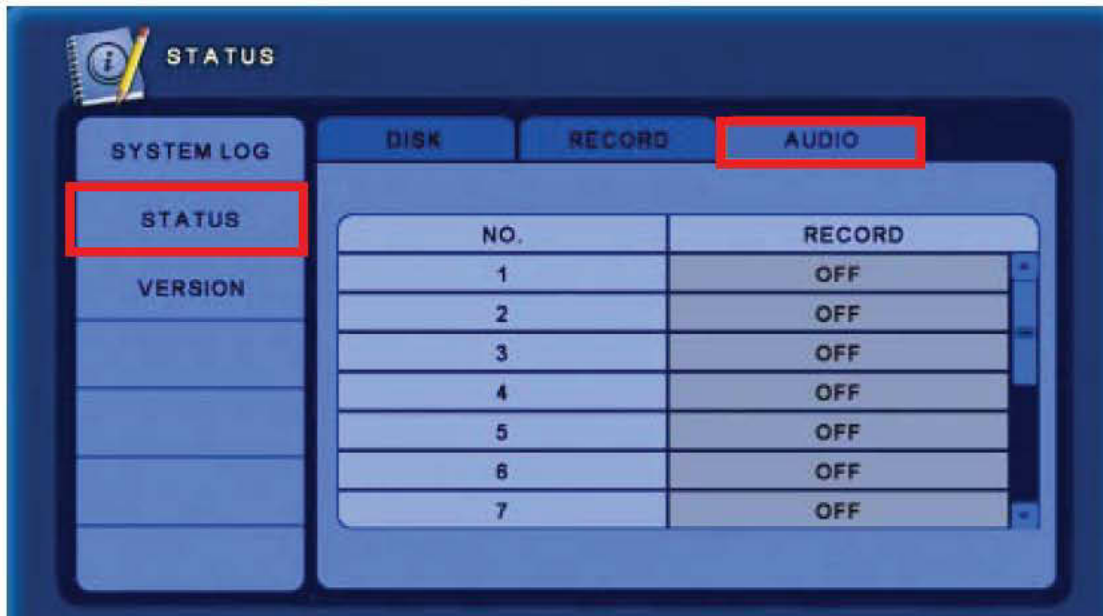 STATUS
SYSTEM LOG
STATUS
VERSION
DISK RECORD AUDIO
NO. RECORD
1 OFF
2 OFF
3 OFF
4 OFF
5 OFF
6 OFF
7 OFF